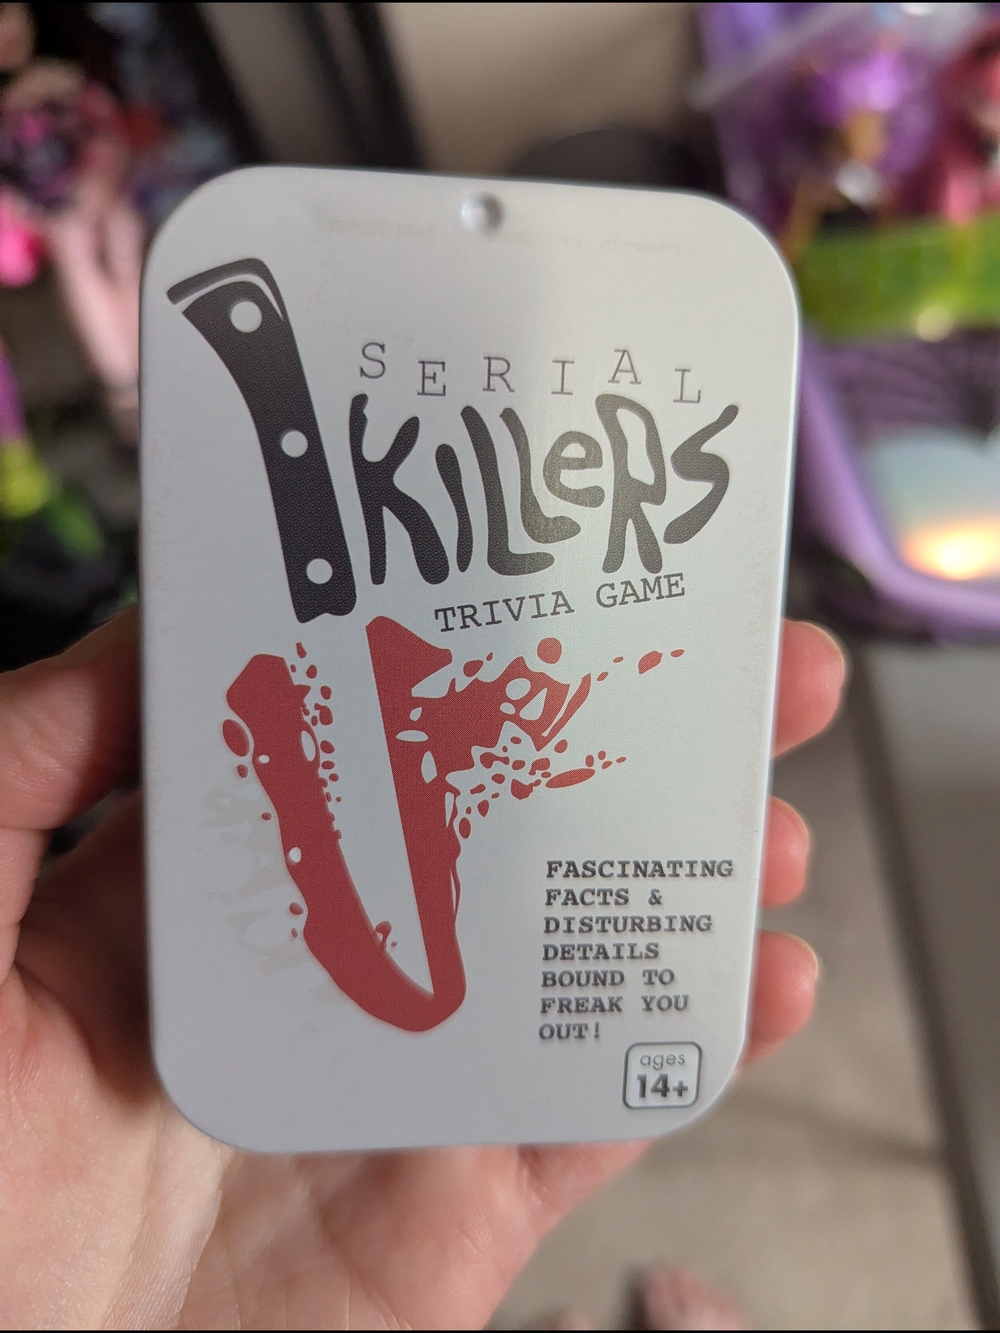 SERIAL
KILLeRS
TRIVIA GAME
FASCINATING
FACTS &
DISTURBING
DETAILS
BOUND TO
FREAK YOU
OUT!
ages
14+